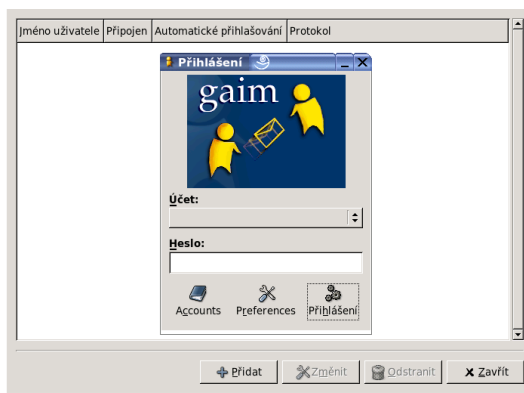 Jméno uživatele Připojen Automatické přihlašování Protokol
Přihlášení
gaim
Účet:
Heslo:
Accounts Preferences Přihlášení
Přidat Změnit Odstranit Zavřít